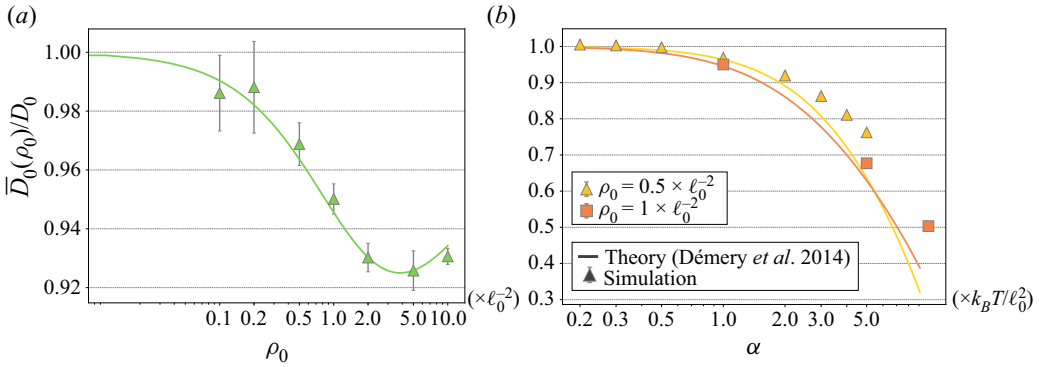 (a)
1.00
0.98
0.96
0.94
0.92
D̅₀(ρ₀)/D₀
0.1 0.2 0.5 1.0 2.0 5.0 10.0
(×ℓ₀⁻²)
ρ₀
(b)
1.0
0.9
0.8
0.7
0.6
0.5
0.4
0.3
ρ₀ = 0.5 × ℓ₀⁻²
ρ₀ = 1 × ℓ₀⁻²
Theory (Démery et al. 2014)
Simulation
0.2 0.3 0.5 1.0 2.0 3.0 5.0
(×k_BT/ℓ₀²)
α